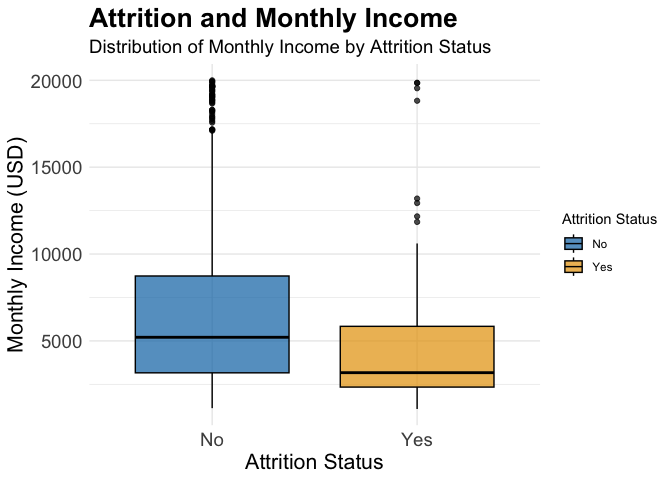 Attrition and Monthly Income
Distribution of Monthly Income by Attrition Status
Monthly Income (USD)
20000
15000
10000
5000
No
Yes
Attrition Status
Attrition Status
No
Yes